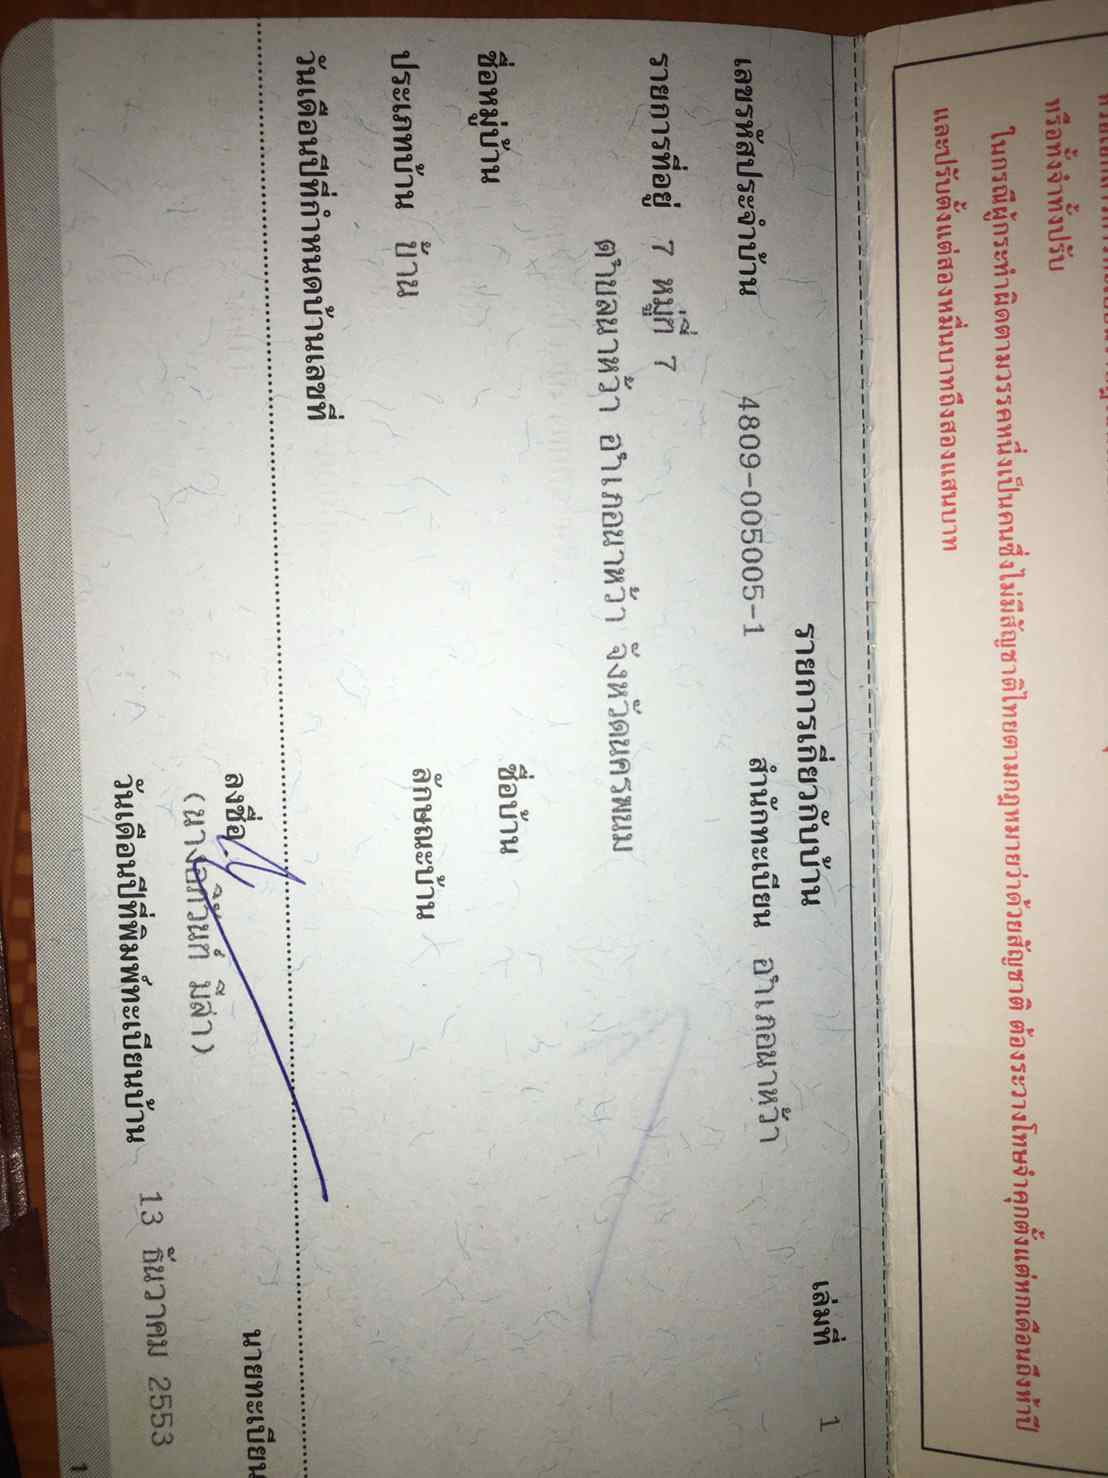 หรือทั้งจำทั้งปรับ
ในกรณีผู้กระทำผิดตามวรรคหนึ่งเป็นคนซึ่งไม่มีสัญชาติไทยตามกฎหมายว่าด้วยสัญชาติ ต้องระวางโทษจำคุกตั้งแต่หกเดือนถึงห้าปี
และปรับตั้งแต่สองหมื่นบาทถึงสองแสนบาท
รายการเกี่ยวกับบ้าน เล่มที่ 1
เลขรหัสประจำบ้าน 4809-005005-1 สำนักทะเบียน อำเภอนาหว้า
รายการที่อยู่ 7 หมู่ที่ 7
ตำบลนาหว้า อำเภอนาหว้า จังหวัดนครพนม
ชื่อหมู่บ้าน ชื่อบ้าน
ประเภทบ้าน บ้าน ลักษณะบ้าน
วันเดือนปีที่กำหนดบ้านเลขที่
ลงชื่อ นายทะเบียน
มีลา)
วันเดือนปีที่พิมพ์ทะเบียนบ้าน 13 ธันวาคม 2553
1